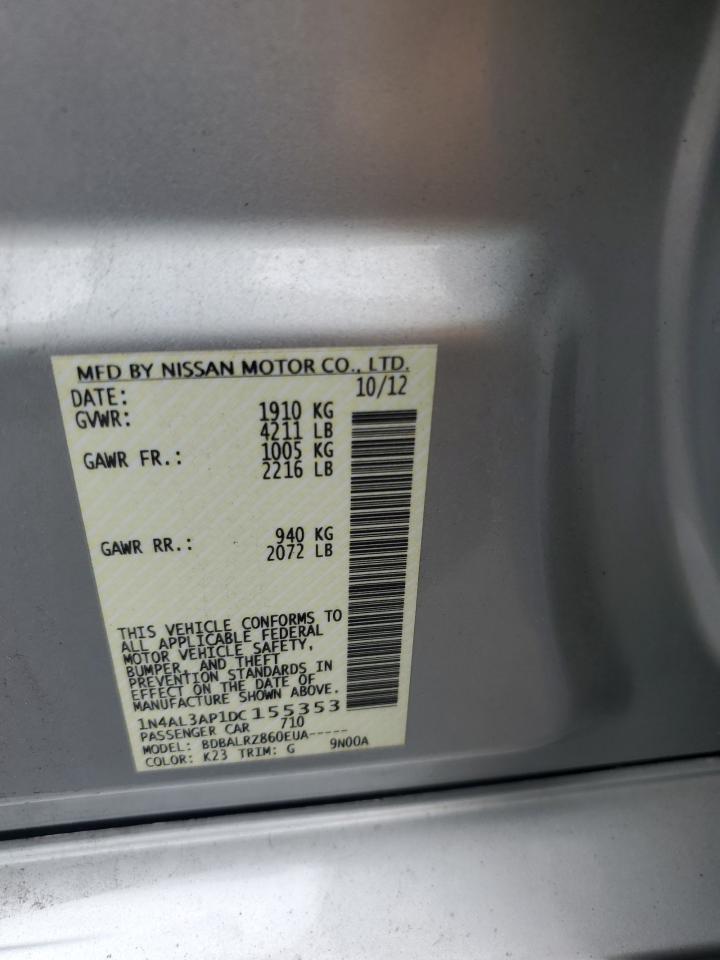 MFD BY NISSAN MOTOR CO., LTD.
DATE: 10/12
GVWR: 1910 KG
4211 LB
GAWR FR.: 1005 KG
2216 LB
GAWR RR.: 940 KG
2072 LB
THIS VEHICLE CONFORMS TO
ALL APPLICABLE FEDERAL
MOTOR VEHICLE SAFETY,
BUMPER, AND THEFT
PREVENTION STANDARDS IN
EFFECT ON THE DATE OF
MANUFACTURE SHOWN ABOVE.
1N4AL3AP1DC155353
PASSENGER CAR 710
MODEL: BDBALRZ860EUA-----
COLOR: K23 TRIM: G 9N00A